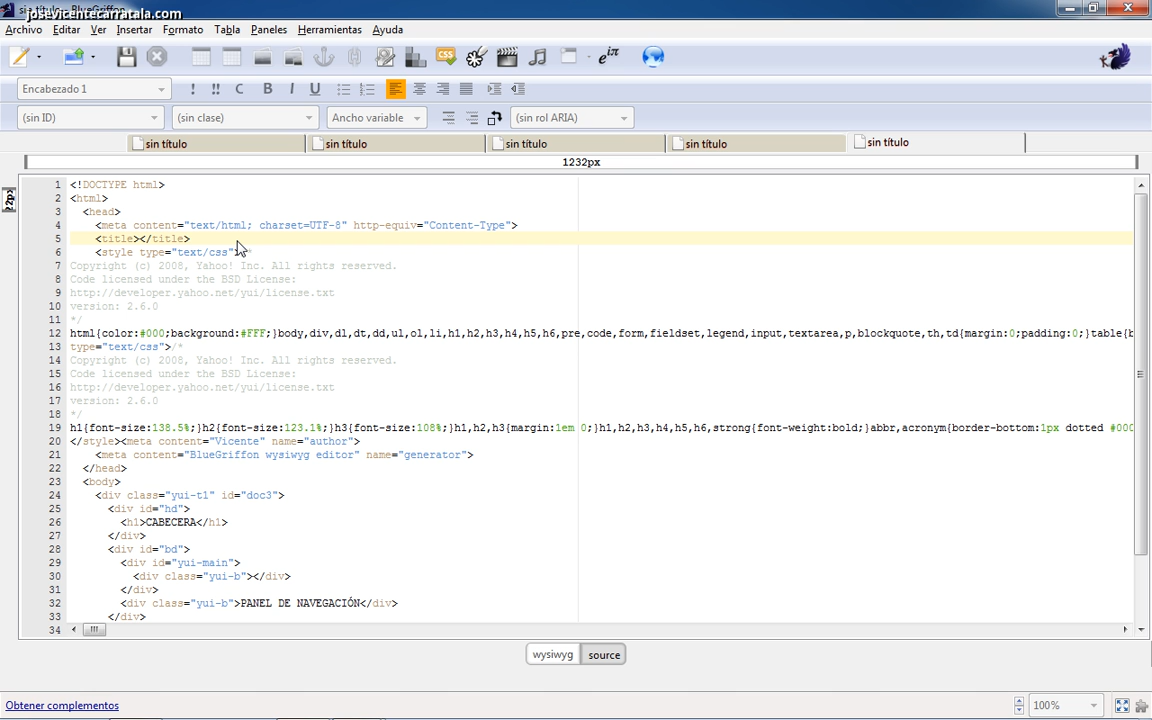 sin título - BlueGriffon
josevicentecarratala.com
Archivo Editar Ver Insertar Formato Tabla Paneles Herramientas Ayuda
CSS
Encabezado 1 ! !! C B I U
(sin ID) (sin clase) Ancho variable (sin rol ARIA)
sin título sin título sin título sin título sin título
1232px
1 <!DOCTYPE html>
2 <html>
3 <head>
4 <meta content="text/html; charset=UTF-8" http-equiv="Content-Type">
5 <title></title>
6 <style type="text/css">/*
7 Copyright (c) 2008, Yahoo! Inc. All rights reserved.
8 Code licensed under the BSD License:
9 http://developer.yahoo.net/yui/license.txt
10 version: 2.6.0
11 */
12 html{color:#000;background:#FFF;}body,div,dl,dt,dd,ul,ol,li,h1,h2,h3,h4,h5,h6,pre,code,form,fieldset,legend,input,textarea,p,blockquote,th,td{margin:0;padding:0;}table{b
13 type="text/css">/*
14 Copyright (c) 2008, Yahoo! Inc. All rights reserved.
15 Code licensed under the BSD License:
16 http://developer.yahoo.net/yui/license.txt
17 version: 2.6.0
18 */
19 h1{font-size:138.5%;}h2{font-size:123.1%;}h3{font-size:108%;}h1,h2,h3{margin:1em 0;}h1,h2,h3,h4,h5,h6,strong{font-weight:bold;}abbr,acronym{border-bottom:1px dotted #000
20 </style><meta content="Vicente" name="author">
21 <meta content="BlueGriffon wysiwyg editor" name="generator">
22 </head>
23 <body>
24 <div class="yui-t1" id="doc3">
25 <div id="hd">
26 <h1>CABECERA</h1>
27 </div>
28 <div id="bd">
29 <div id="yui-main">
30 <div class="yui-b"></div>
31 </div>
32 <div class="yui-b">PANEL DE NAVEGACIÓN</div>
33 </div>
34
wysiwyg source
Obtener complementos 100%